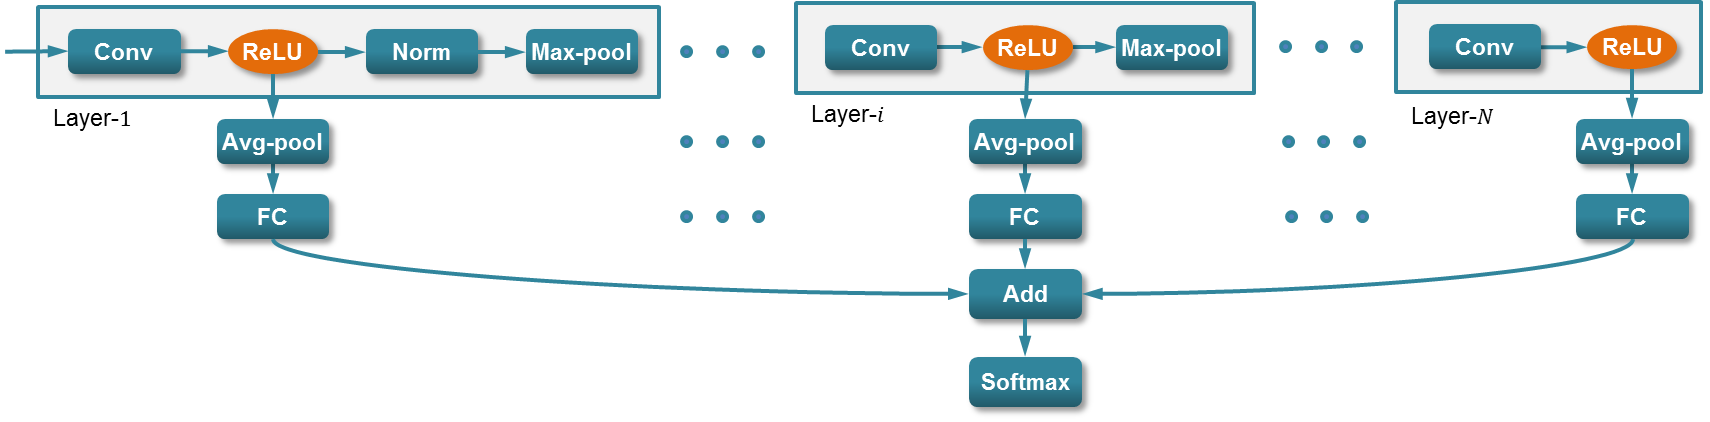 Conv ReLU Norm Max-pool
Conv ReLU Max-pool
Conv ReLU
Layer-1
Layer-i
Layer-N
Avg-pool
Avg-pool
Avg-pool
FC
FC
FC
Add
Softmax